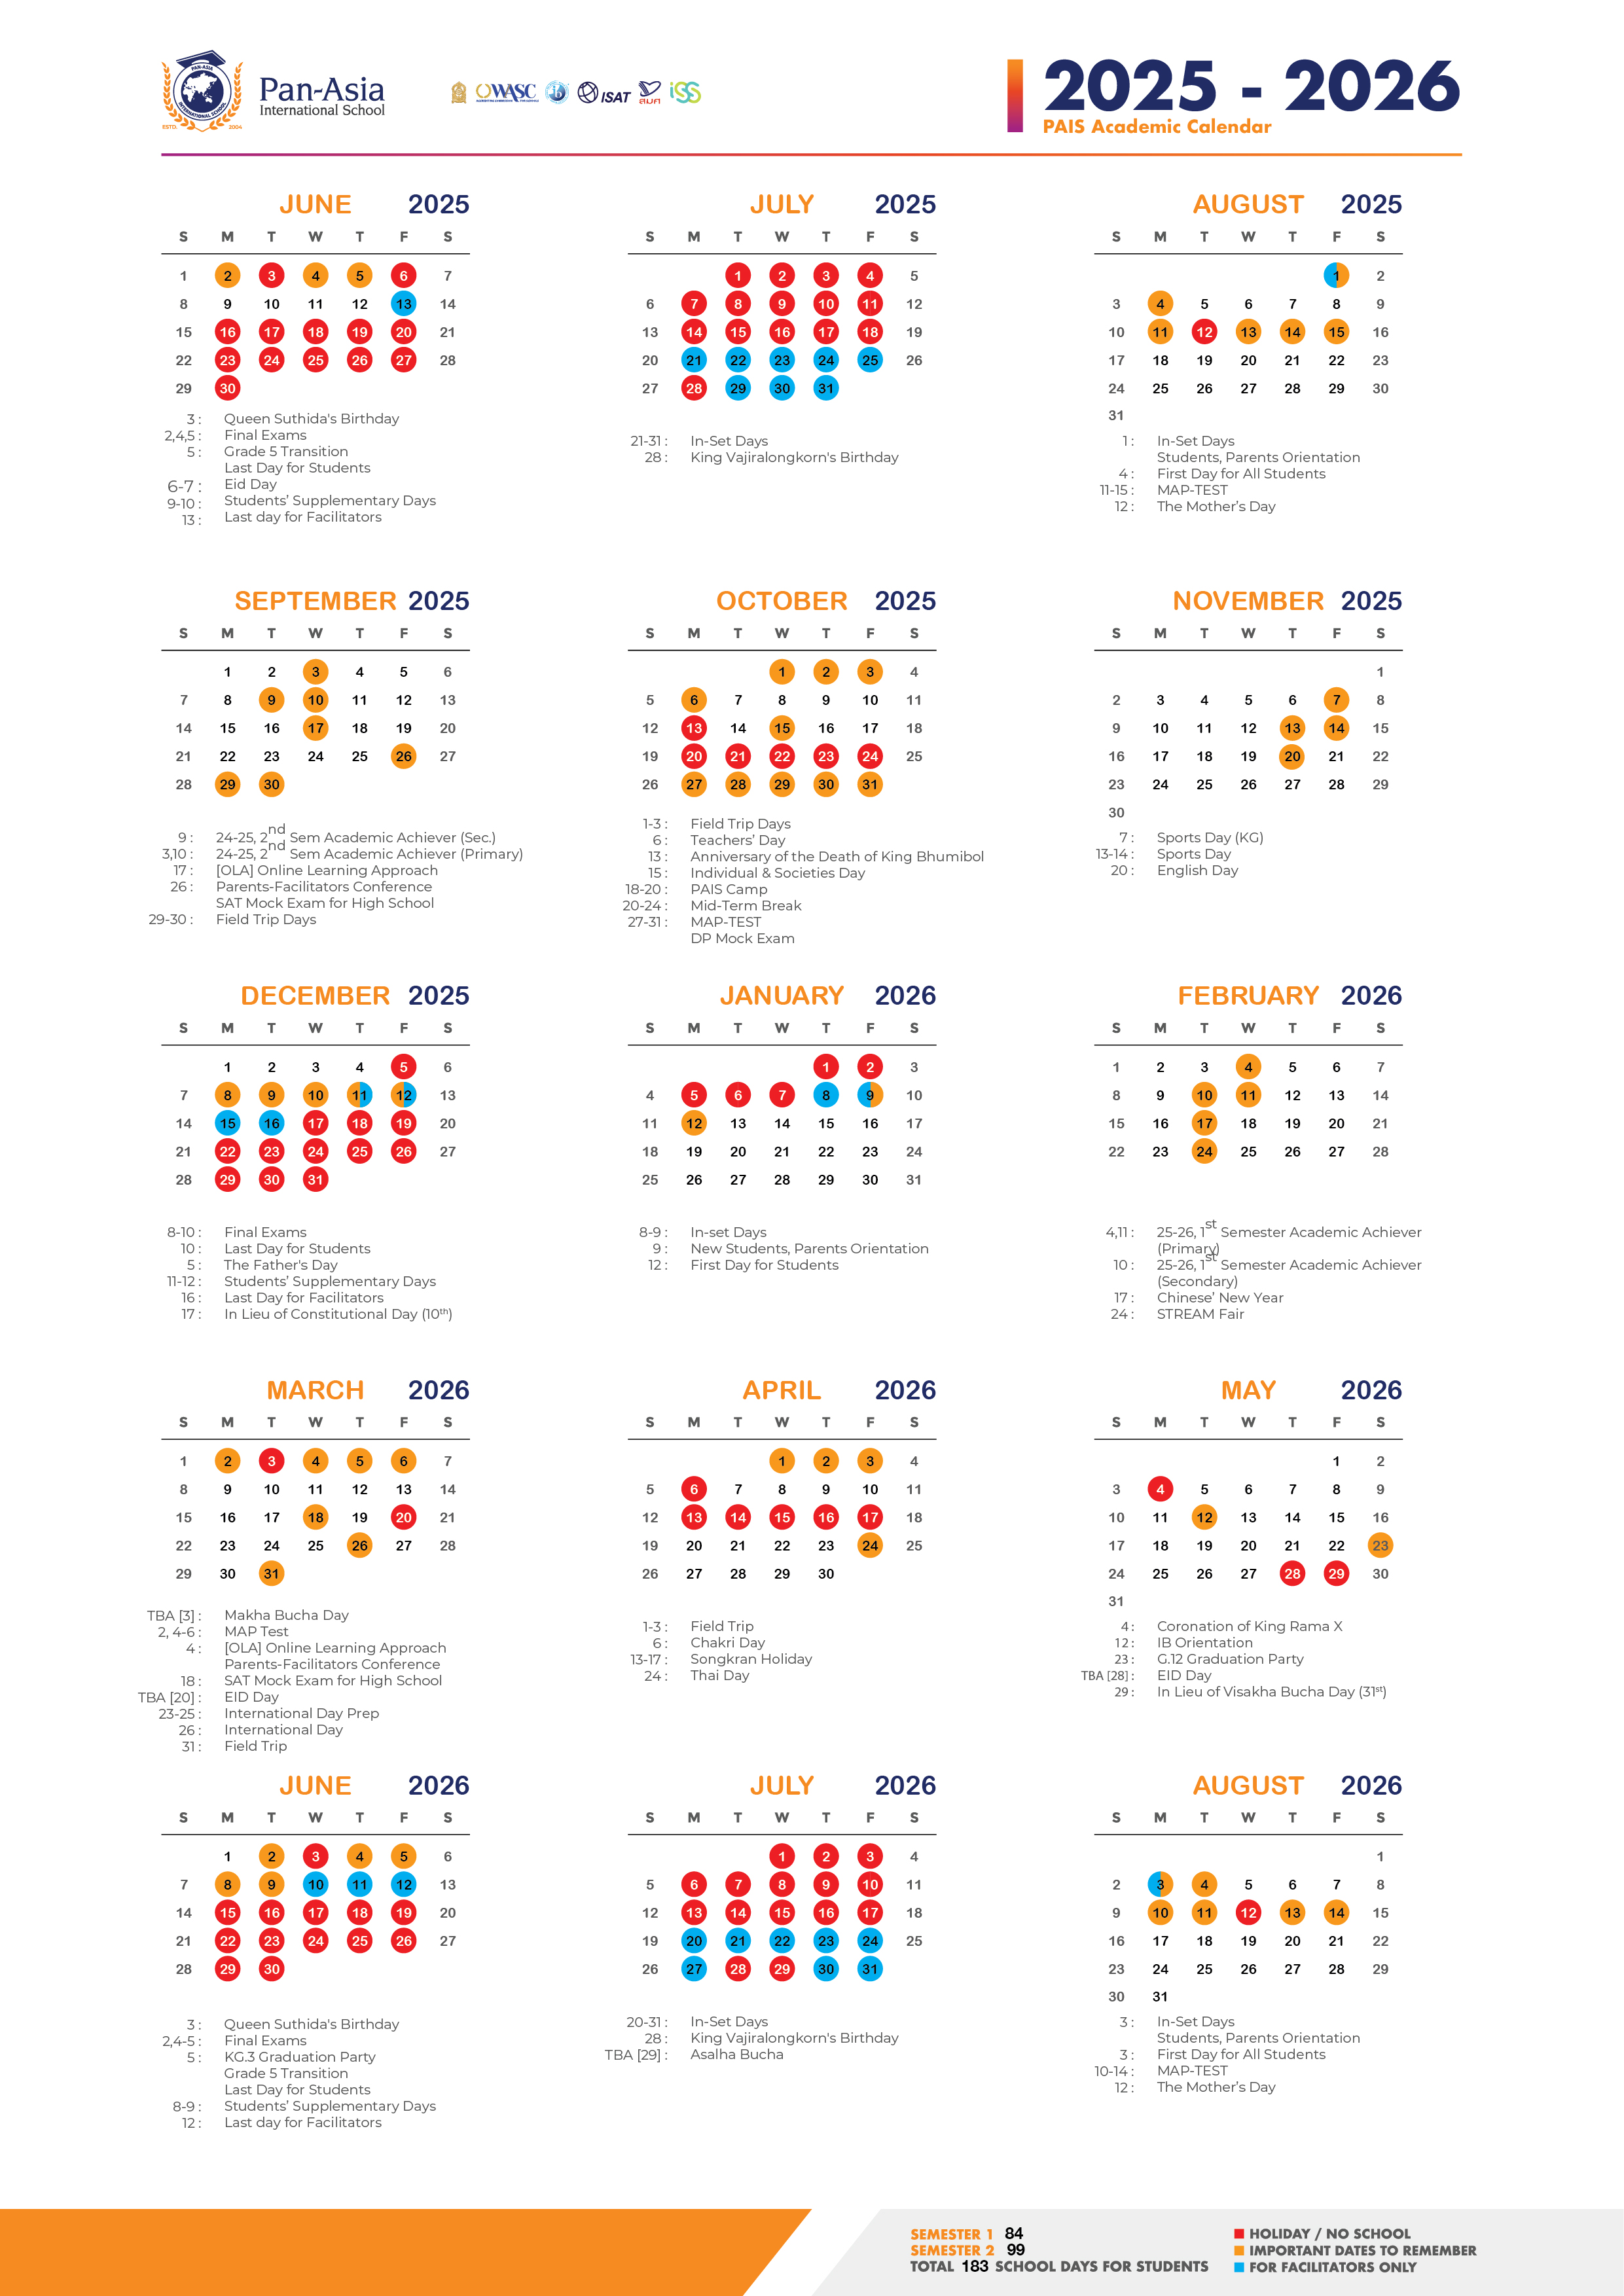 PAN-ASIA
INTERNATIONAL SCHOOL
ESTD. 2004
Pan-Asia
International School
WASC
ISAT
สมศ
iSS
2025 - 2026
PAIS Academic Calendar
JUNE 2025
S M T W T F S
1 2 3 4 5 6 7
8 9 10 11 12 13 14
15 16 17 18 19 20 21
22 23 24 25 26 27 28
29 30
3 : Queen Suthida's Birthday
2,4,5 : Final Exams
5 : Grade 5 Transition
Last Day for Students
6-7 : Eid Day
9-10 : Students' Supplementary Days
13 : Last day for Facilitators
JULY 2025
S M T W T F S
1 2 3 4 5
6 7 8 9 10 11 12
13 14 15 16 17 18 19
20 21 22 23 24 25 26
27 28 29 30 31
21-31 : In-Set Days
28 : King Vajiralongkorn's Birthday
AUGUST 2025
S M T W T F S
1 2
3 4 5 6 7 8 9
10 11 12 13 14 15 16
17 18 19 20 21 22 23
24 25 26 27 28 29 30
31
1 : In-Set Days
Students, Parents Orientation
4 : First Day for All Students
11-15 : MAP-TEST
12 : The Mother's Day
SEPTEMBER 2025
S M T W T F S
1 2 3 4 5 6
7 8 9 10 11 12 13
14 15 16 17 18 19 20
21 22 23 24 25 26 27
28 29 30
9 : 24-25, 2nd Sem Academic Achiever (Sec.)
3,10 : 24-25, 2nd Sem Academic Achiever (Primary)
17 : [OLA] Online Learning Approach
26 : Parents-Facilitators Conference
SAT Mock Exam for High School
29-30 : Field Trip Days
OCTOBER 2025
S M T W T F S
1 2 3 4
5 6 7 8 9 10 11
12 13 14 15 16 17 18
19 20 21 22 23 24 25
26 27 28 29 30 31
1-3 : Field Trip Days
6 : Teachers' Day
13 : Anniversary of the Death of King Bhumibol
15 : Individual & Societies Day
18-20 : PAIS Camp
20-24 : Mid-Term Break
27-31 : MAP-TEST
DP Mock Exam
NOVEMBER 2025
S M T W T F S
1
2 3 4 5 6 7 8
9 10 11 12 13 14 15
16 17 18 19 20 21 22
23 24 25 26 27 28 29
30
7 : Sports Day (KG)
13-14 : Sports Day
20 : English Day
DECEMBER 2025
S M T W T F S
1 2 3 4 5 6
7 8 9 10 11 12 13
14 15 16 17 18 19 20
21 22 23 24 25 26 27
28 29 30 31
8-10 : Final Exams
10 : Last Day for Students
5 : The Father's Day
11-12 : Students' Supplementary Days
16 : Last Day for Facilitators
17 : In Lieu of Constitutional Day (10th)
JANUARY 2026
S M T W T F S
1 2 3
4 5 6 7 8 9 10
11 12 13 14 15 16 17
18 19 20 21 22 23 24
25 26 27 28 29 30 31
8-9 : In-set Days
9 : New Students, Parents Orientation
12 : First Day for Students
FEBRUARY 2026
S M T W T F S
1 2 3 4 5 6 7
8 9 10 11 12 13 14
15 16 17 18 19 20 21
22 23 24 25 26 27 28
4,11 : 25-26, 1st Semester Academic Achiever
(Primary)
10 : 25-26, 1st Semester Academic Achiever
(Secondary)
17 : Chinese' New Year
24 : STREAM Fair
MARCH 2026
S M T W T F S
1 2 3 4 5 6 7
8 9 10 11 12 13 14
15 16 17 18 19 20 21
22 23 24 25 26 27 28
29 30 31
TBA [3] : Makha Bucha Day
2, 4-6 : MAP Test
4 : [OLA] Online Learning Approach
Parents-Facilitators Conference
18 : SAT Mock Exam for High School
TBA [20] : EID Day
23-25 : International Day Prep
26 : International Day
31 : Field Trip
APRIL 2026
S M T W T F S
1 2 3 4
5 6 7 8 9 10 11
12 13 14 15 16 17 18
19 20 21 22 23 24 25
26 27 28 29 30
1-3 : Field Trip
6 : Chakri Day
13-17 : Songkran Holiday
24 : Thai Day
MAY 2026
S M T W T F S
1 2
3 4 5 6 7 8 9
10 11 12 13 14 15 16
17 18 19 20 21 22 23
24 25 26 27 28 29 30
31
4 : Coronation of King Rama X
12 : IB Orientation
23 : G.12 Graduation Party
TBA [28] : EID Day
29 : In Lieu of Visakha Bucha Day (31st)
JUNE 2026
S M T W T F S
1 2 3 4 5 6
7 8 9 10 11 12 13
14 15 16 17 18 19 20
21 22 23 24 25 26 27
28 29 30
3 : Queen Suthida's Birthday
2,4-5 : Final Exams
5 : KG.3 Graduation Party
Grade 5 Transition
Last Day for Students
8-9 : Students' Supplementary Days
12 : Last day for Facilitators
JULY 2026
S M T W T F S
1 2 3 4
5 6 7 8 9 10 11
12 13 14 15 16 17 18
19 20 21 22 23 24 25
26 27 28 29 30 31
20-31 : In-Set Days
28 : King Vajiralongkorn's Birthday
TBA [29] : Asalha Bucha
AUGUST 2026
S M T W T F S
1
2 3 4 5 6 7 8
9 10 11 12 13 14 15
16 17 18 19 20 21 22
23 24 25 26 27 28 29
30 31
3 : In-Set Days
Students, Parents Orientation
3 : First Day for All Students
10-14 : MAP-TEST
12 : The Mother's Day
SEMESTER 1 84
SEMESTER 2 99
TOTAL 183 SCHOOL DAYS FOR STUDENTS
HOLIDAY / NO SCHOOL
IMPORTANT DATES TO REMEMBER
FOR FACILITATORS ONLY